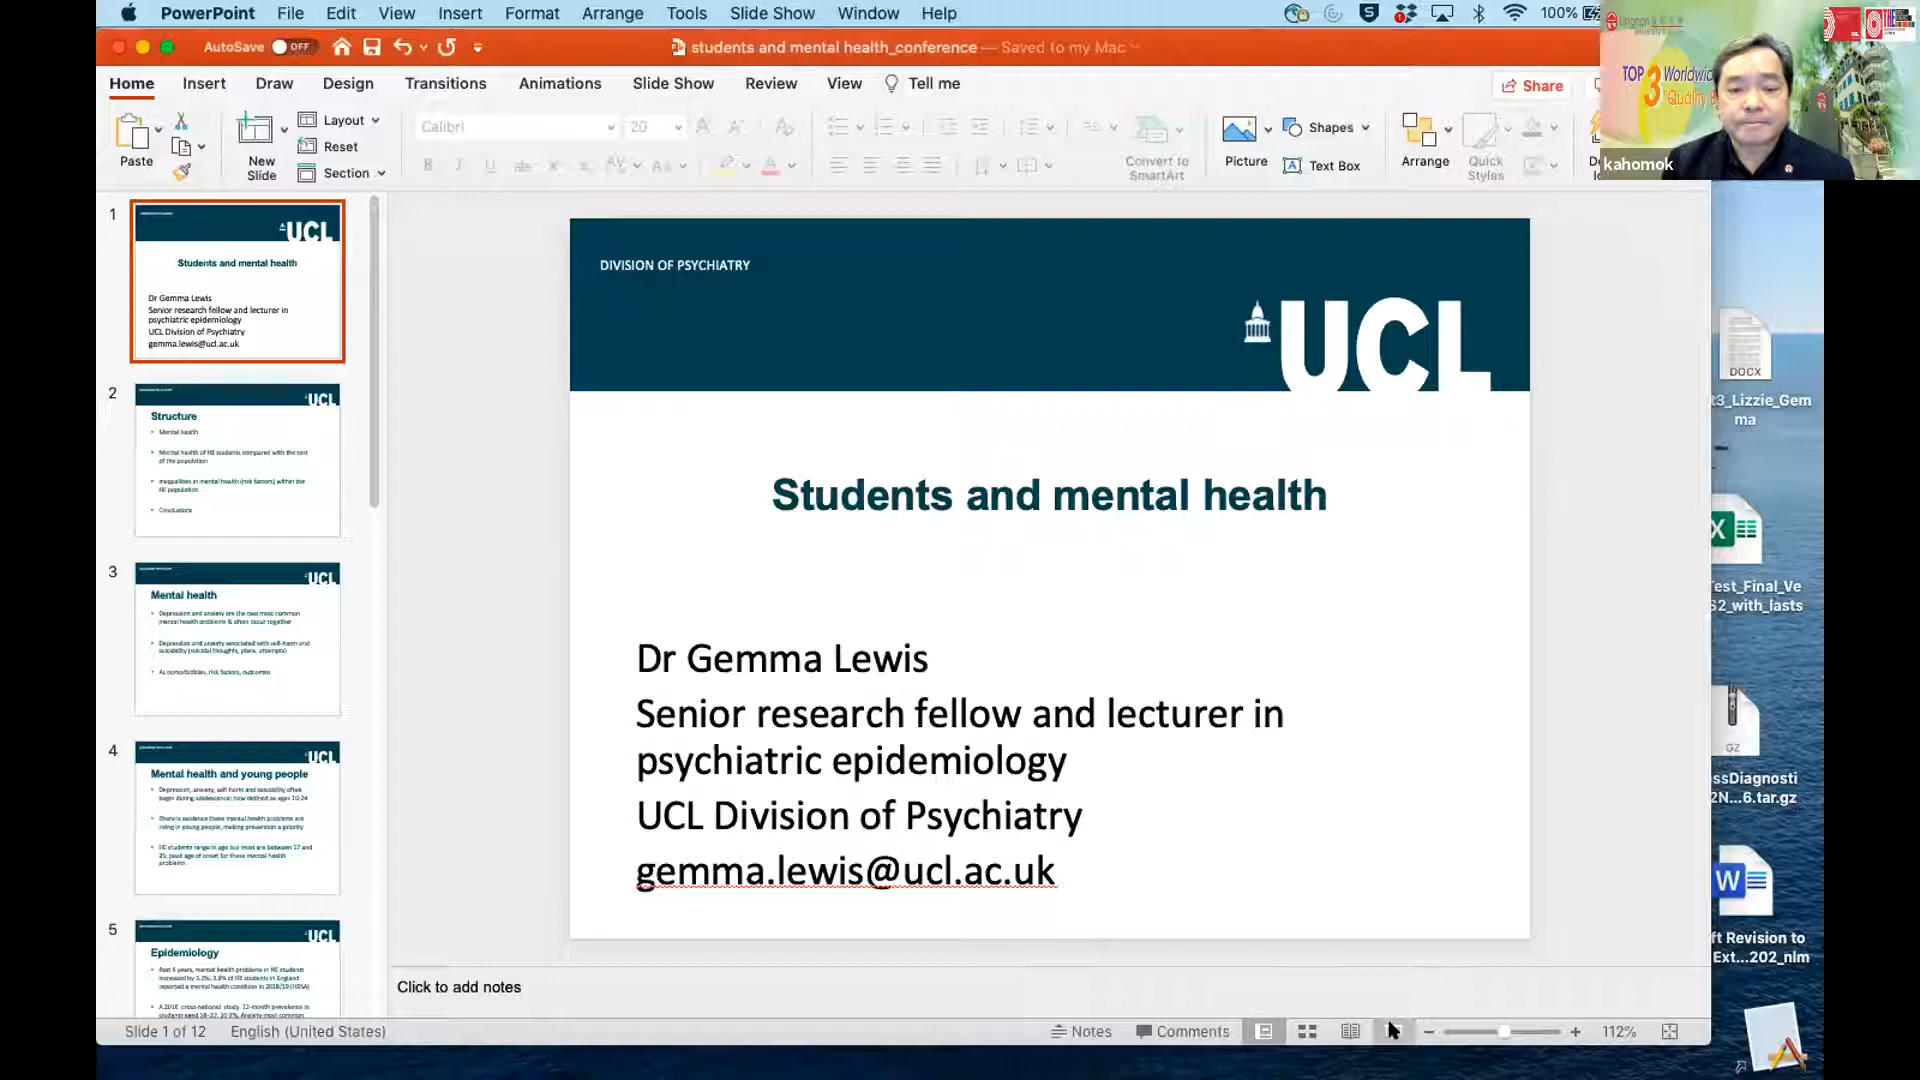 PowerPoint File Edit View Insert Format Arrange Tools Slide Show Window Help 100%
AutoSave OFF students and mental health_conference — Saved to my Mac
Home Insert Draw Design Transitions Animations Slide Show Review View Tell me Share
Paste
New
Slide
Layout
Reset
Section
Calibri 20
Convert to
SmartArt
Picture
Shapes
Text Box
Arrange
Quick
Styles
TOP 3 Worldwid
"Quality
kahomok
1
UCL
Students and mental health
Dr Gemma Lewis
Senior research fellow and lecturer in
psychiatric epidemiology
UCL Division of Psychiatry
gemma.lewis@ucl.ac.uk
2
UCL
Structure
Mental health
Mental health of HE students compared with the rest
of the population
Inequalities in mental health (risk factors) within the
HE population
Conclusions
3
UCL
Mental health
Depression and anxiety are the two most common
mental health problems & often occur together
Depression and anxiety associated with self-harm and
suicidality (suicidal thoughts, plans, attempts)
As comorbidities, risk factors, outcomes
4
UCL
Mental health and young people
Depression, anxiety, self-harm and suicidality often
begin during adolescence: now defined as ages 10-24
There is evidence these mental health problems are
rising in young people, making prevention a priority
HE students range in age but most are between 17 and
25; peak age of onset for these mental health
problems
5
UCL
Epidemiology
Past 6 years, mental health problems in HE students
increased by 3.2%; 3.8% of HE students in England
reported a mental health condition in 2018/19 (HESA)
A 2016 cross-national study. 12-month prevalence in
DIVISION OF PSYCHIATRY
UCL
Students and mental health
Dr Gemma Lewis
Senior research fellow and lecturer in
psychiatric epidemiology
UCL Division of Psychiatry
gemma.lewis@ucl.ac.uk
DOCX
t3_Lizzie_Gem
ma
Test_Final_Ve
S2_with_lasts
GZ
ssDiagnosti
2N...6.tar.gz
ft Revision to
Ext...202_nlm
Click to add notes
Slide 1 of 12 English (United States) Notes Comments 112%